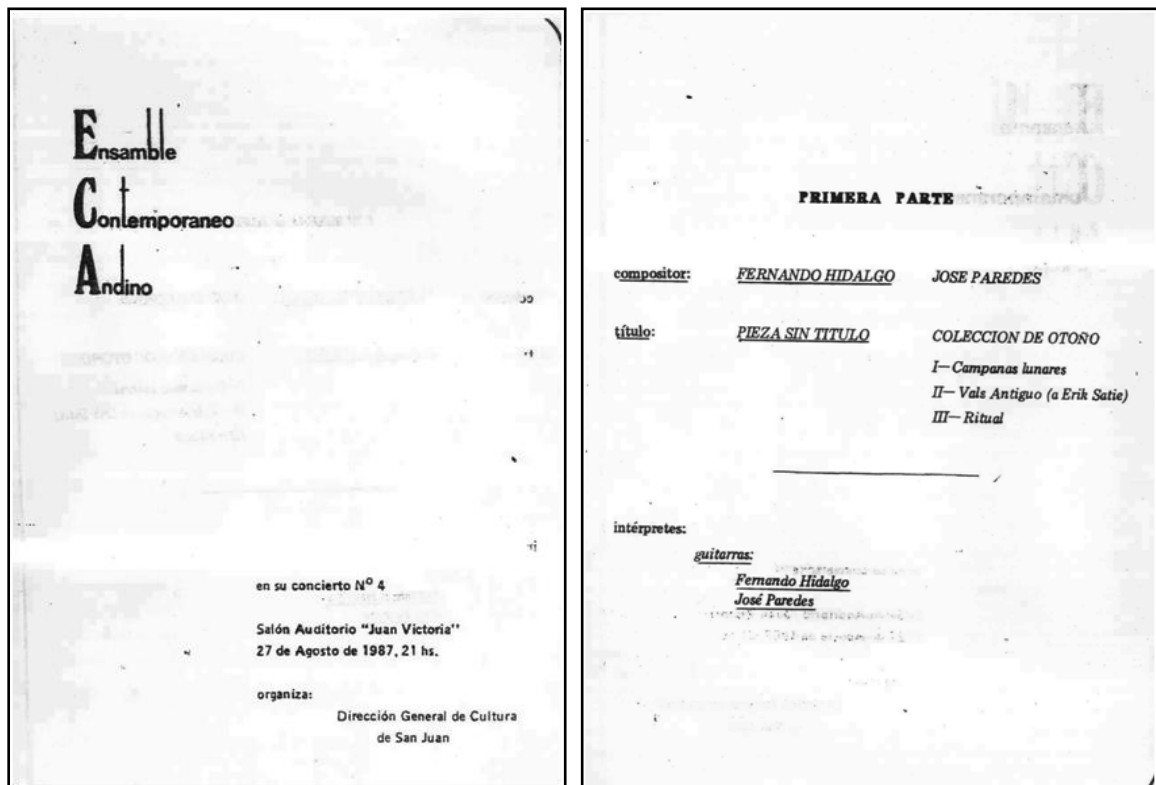 Ensamble
Contemporaneo
Andino
en su concierto Nº 4
Salón Auditorio “Juan Victoria”
27 de Agosto de 1987, 21 hs.
organiza:
Dirección General de Cultura
de San Juan
PRIMERA PARTE
compositor: FERNANDO HIDALGO JOSE PAREDES
título: PIEZA SIN TITULO COLECCION DE OTOÑO
I— Campanas lunares
II— Vals Antiguo (a Erik Satie)
III— Ritual
intérpretes:
guitarras:
Fernando Hidalgo
José Paredes